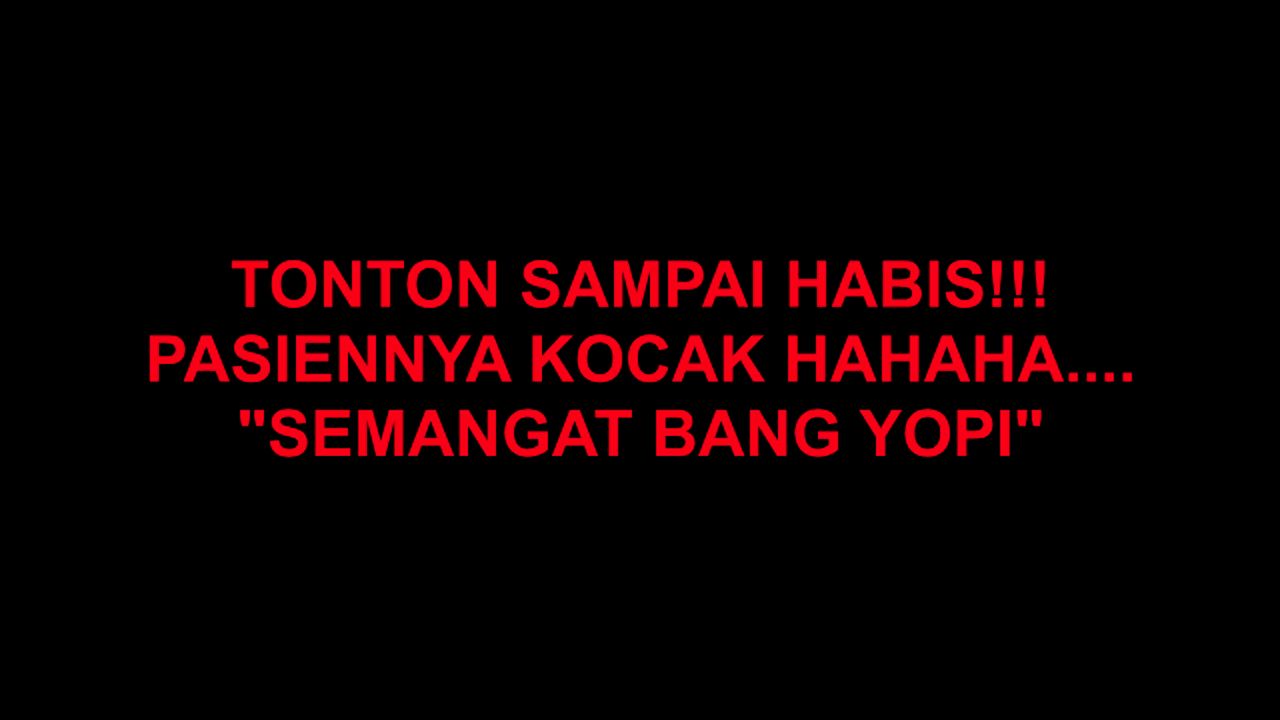 TONTON SAMPAI HABIS!!!
PASIENNYA KOCAK HAHAHA....
"SEMANGAT BANG YOPI"